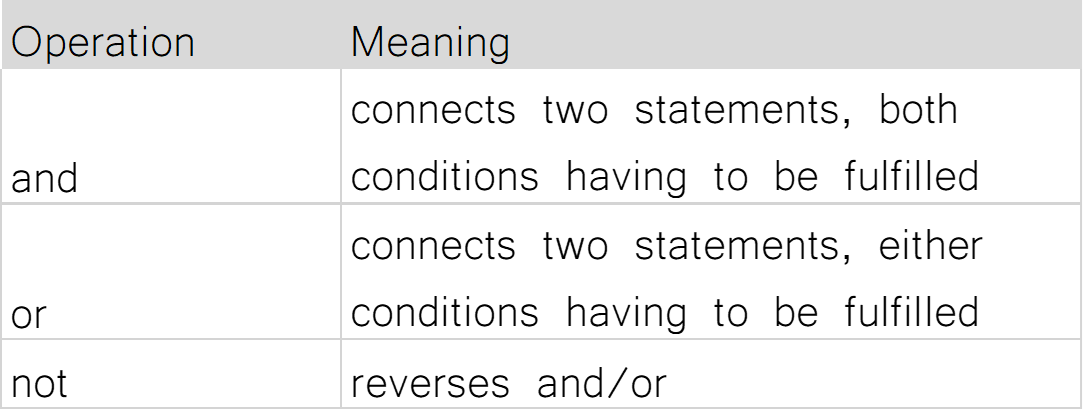 Operation Meaning
connects two statements, both
and conditions having to be fulfilled
connects two statements, either
or conditions having to be fulfilled
not reverses and/or